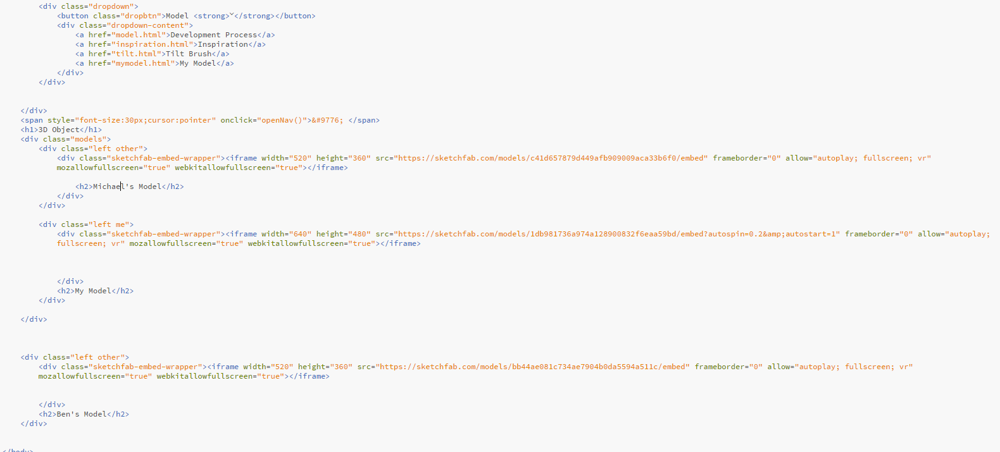 <div class="dropdown">
<button class="dropbtn">Model <strong>ˇ</strong></button>
<div class="dropdown-content">
<a href="model.html">Development Process</a>
<a href="inspiration.html">Inspiration</a>
<a href="tilt.html">Tilt Brush</a>
<a href="mymodel.html">My Model</a>
</div>
</div>
</div>
<span style="font-size:30px;cursor:pointer" onclick="openNav()">&#9776; </span>
<h1>3D Object</h1>
<div class="models">
<div class="left other">
<div class="sketchfab-embed-wrapper"><iframe width="520" height="360" src="https://sketchfab.com/models/c41d657879d449afb909009aca33b6f0/embed" frameborder="0" allow="autoplay; fullscreen; vr"
mozallowfullscreen="true" webkitallowfullscreen="true"></iframe>
<h2>Michael's Model</h2>
</div>
</div>
<div class="left me">
<div class="sketchfab-embed-wrapper"><iframe width="640" height="480" src="https://sketchfab.com/models/1db981736a974a128900832f6eaa59bd/embed?autospin=0.2&amp;autostart=1" frameborder="0" allow="autoplay;
fullscreen; vr" mozallowfullscreen="true" webkitallowfullscreen="true"></iframe>
</div>
<h2>My Model</h2>
</div>
</div>
<div class="left other">
<div class="sketchfab-embed-wrapper"><iframe width="520" height="360" src="https://sketchfab.com/models/bb44ae081c734ae7904b0da5594a511c/embed" frameborder="0" allow="autoplay; fullscreen; vr"
mozallowfullscreen="true" webkitallowfullscreen="true"></iframe>
</div>
<h2>Ben's Model</h2>
</div>
</body>